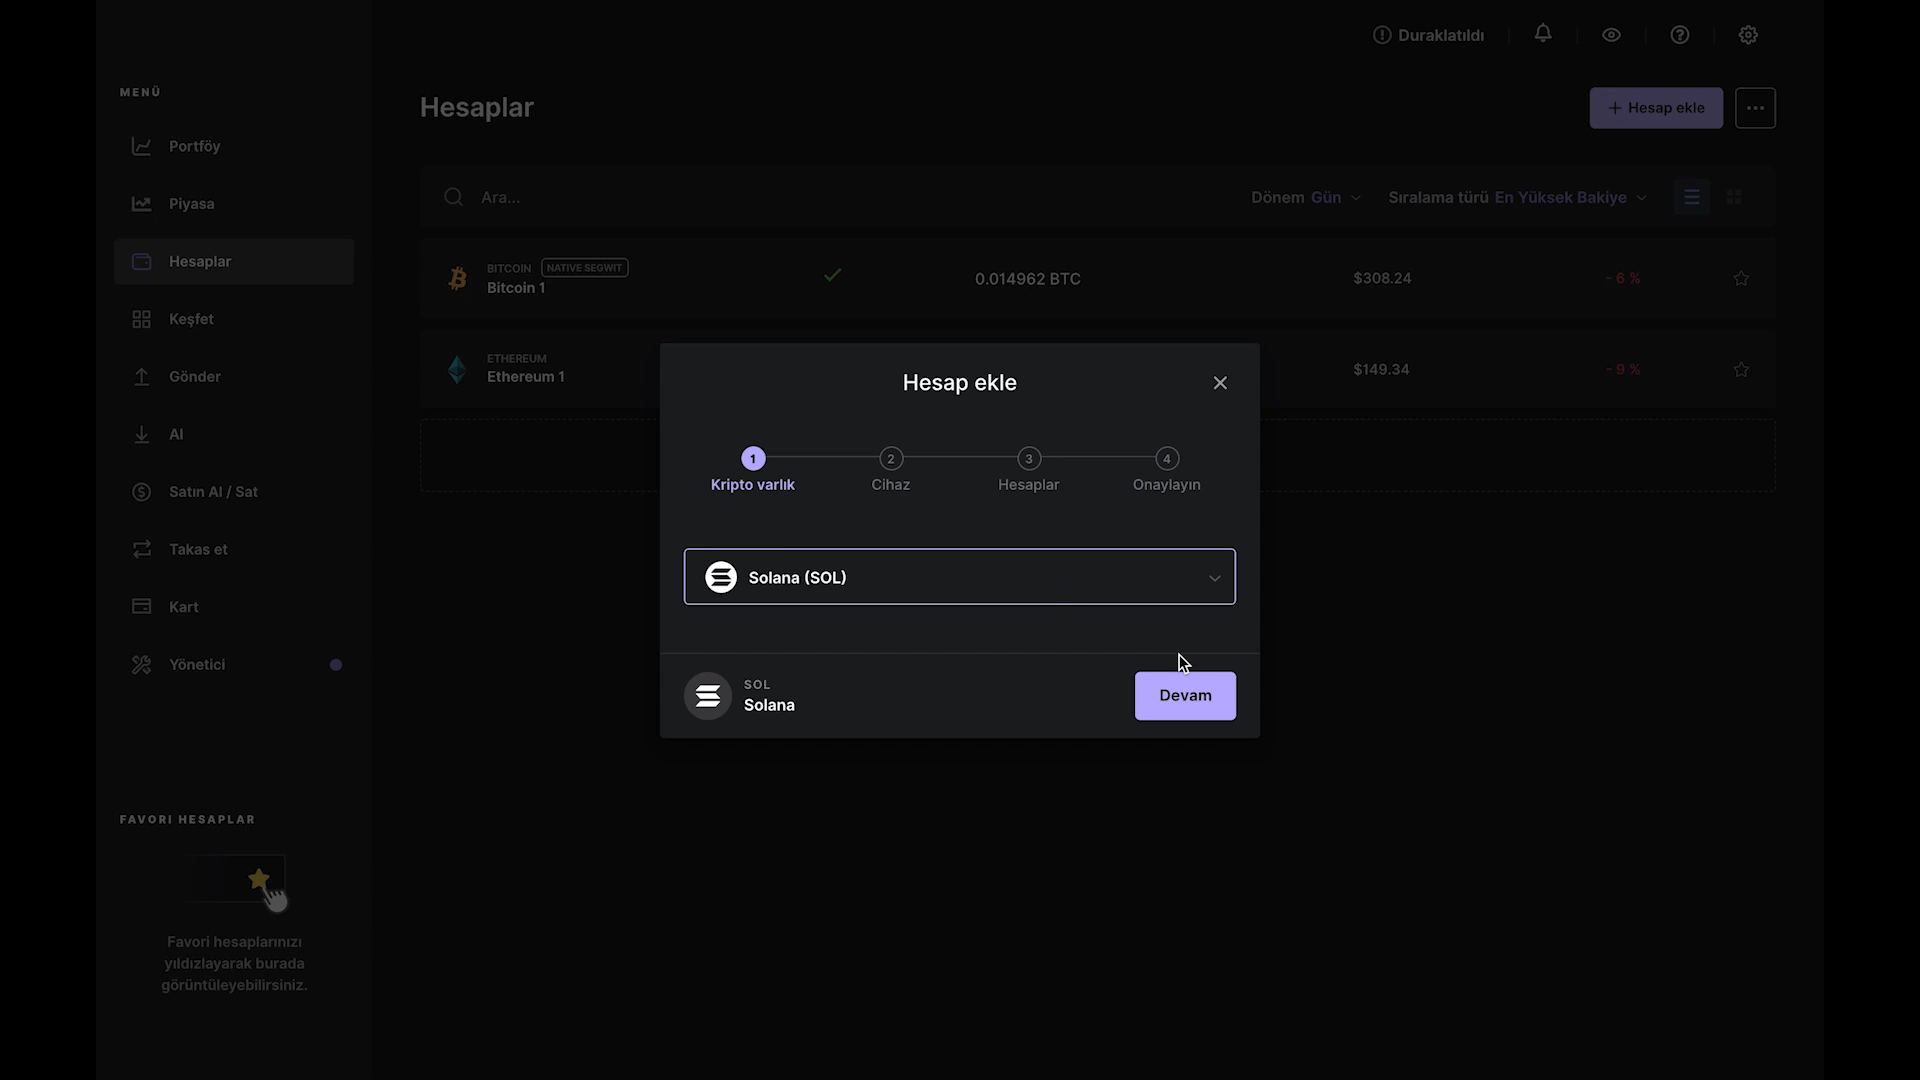 Duraklatıldı
MENÜ
Portföy
Piyasa
Hesaplar
Keşfet
Gönder
Al
Satın Al / Sat
Takas et
Kart
Yönetici
FAVORİ HESAPLAR
Favori hesaplarınızı
yıldızlayarak burada
görüntüleyebilirsiniz.
Hesaplar
+ Hesap ekle
Ara...
Dönem Gün
Sıralama türü En Yüksek Bakiye
BITCOIN NATIVE SEGWIT
Bitcoin 1
0.014962 BTC
$308.24
- 6 %
ETHEREUM
Ethereum 1
$149.34
- 9 %
Hesap ekle
1 2 3 4
Kripto varlık Cihaz Hesaplar Onaylayın
Solana (SOL)
SOL
Solana
Devam